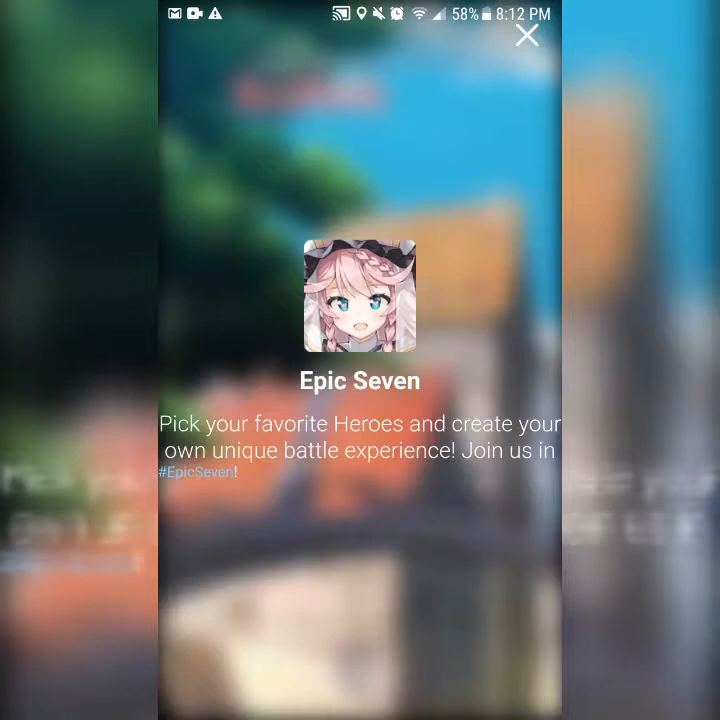 58% 8:12 PM
Epic Seven
Pick your favorite Heroes and create your
own unique battle experience! Join us in
#EpicSeven!